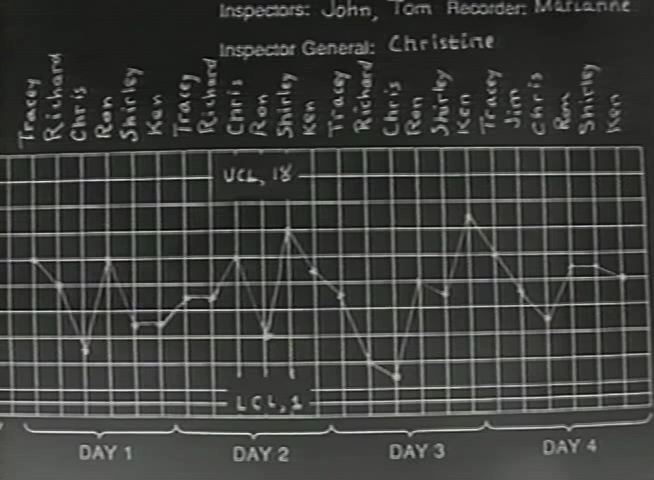 Inspectors: John, Tom Recorder: Marianne
Inspector General: Christine
Tracey Richard Chris Ron Shirley Ken Tracey Richard Chris Ron Shirley Ken Tracey Richard Chris Ron Shirley Ken Tracey Jim Chris Ron Shirley Ken
UCL, 18
LCL, 1
DAY 1 DAY 2 DAY 3 DAY 4